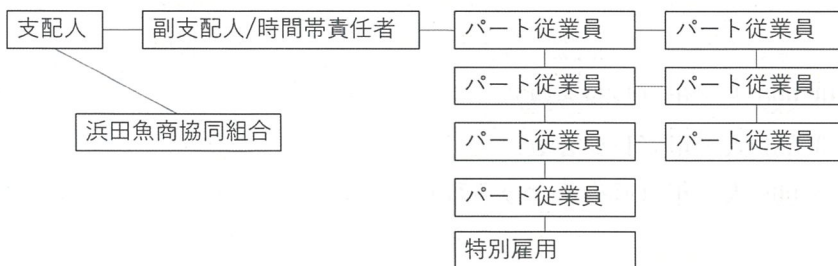 支配人
副支配人/時間帯責任者
パート従業員
パート従業員
パート従業員
パート従業員
浜田魚商協同組合
パート従業員
パート従業員
パート従業員
特別雇用